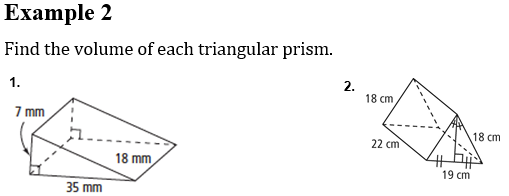 Example 2
Find the volume of each triangular prism.
1.
7 mm
18 mm
35 mm
2.
18 cm
22 cm
18 cm
19 cm